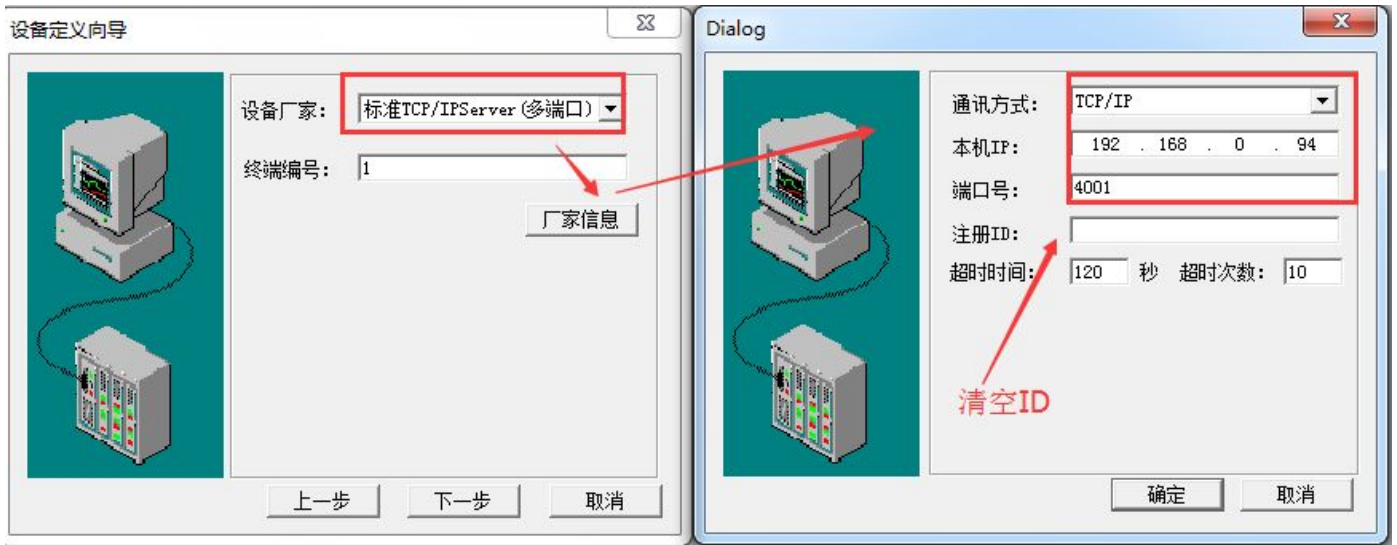 设备定义向导
设备厂家： 标准TCP/IPServer(多端口)
终端编号： 1
厂家信息
上一步 下一步 取消
Dialog
通讯方式： TCP/IP
本机IP： 192 . 168 . 0 . 94
端口号： 4001
注册ID：
超时时间： 120 秒 超时次数： 10
清空ID
确定 取消